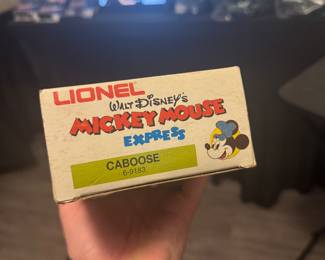 LIONEL
WALT DISNEY'S
MICKEY MOUSE
EXPRESS
CABOOSE
6-9183